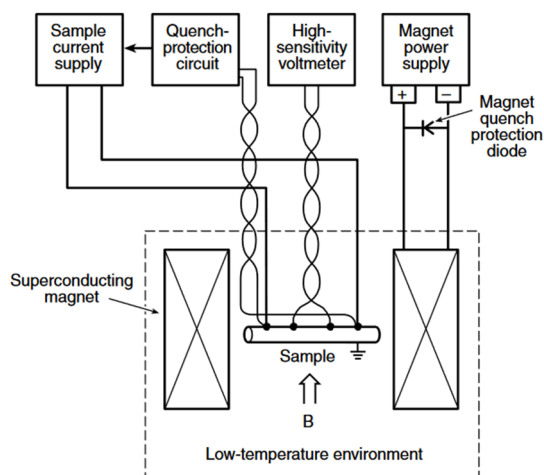 Sample
current
supply
Quench-
protection
circuit
High-
sensitivity
voltmeter
Magnet
power
supply
+
−
Magnet
quench
protection
diode
Superconducting
magnet
Sample
B
Low-temperature environment